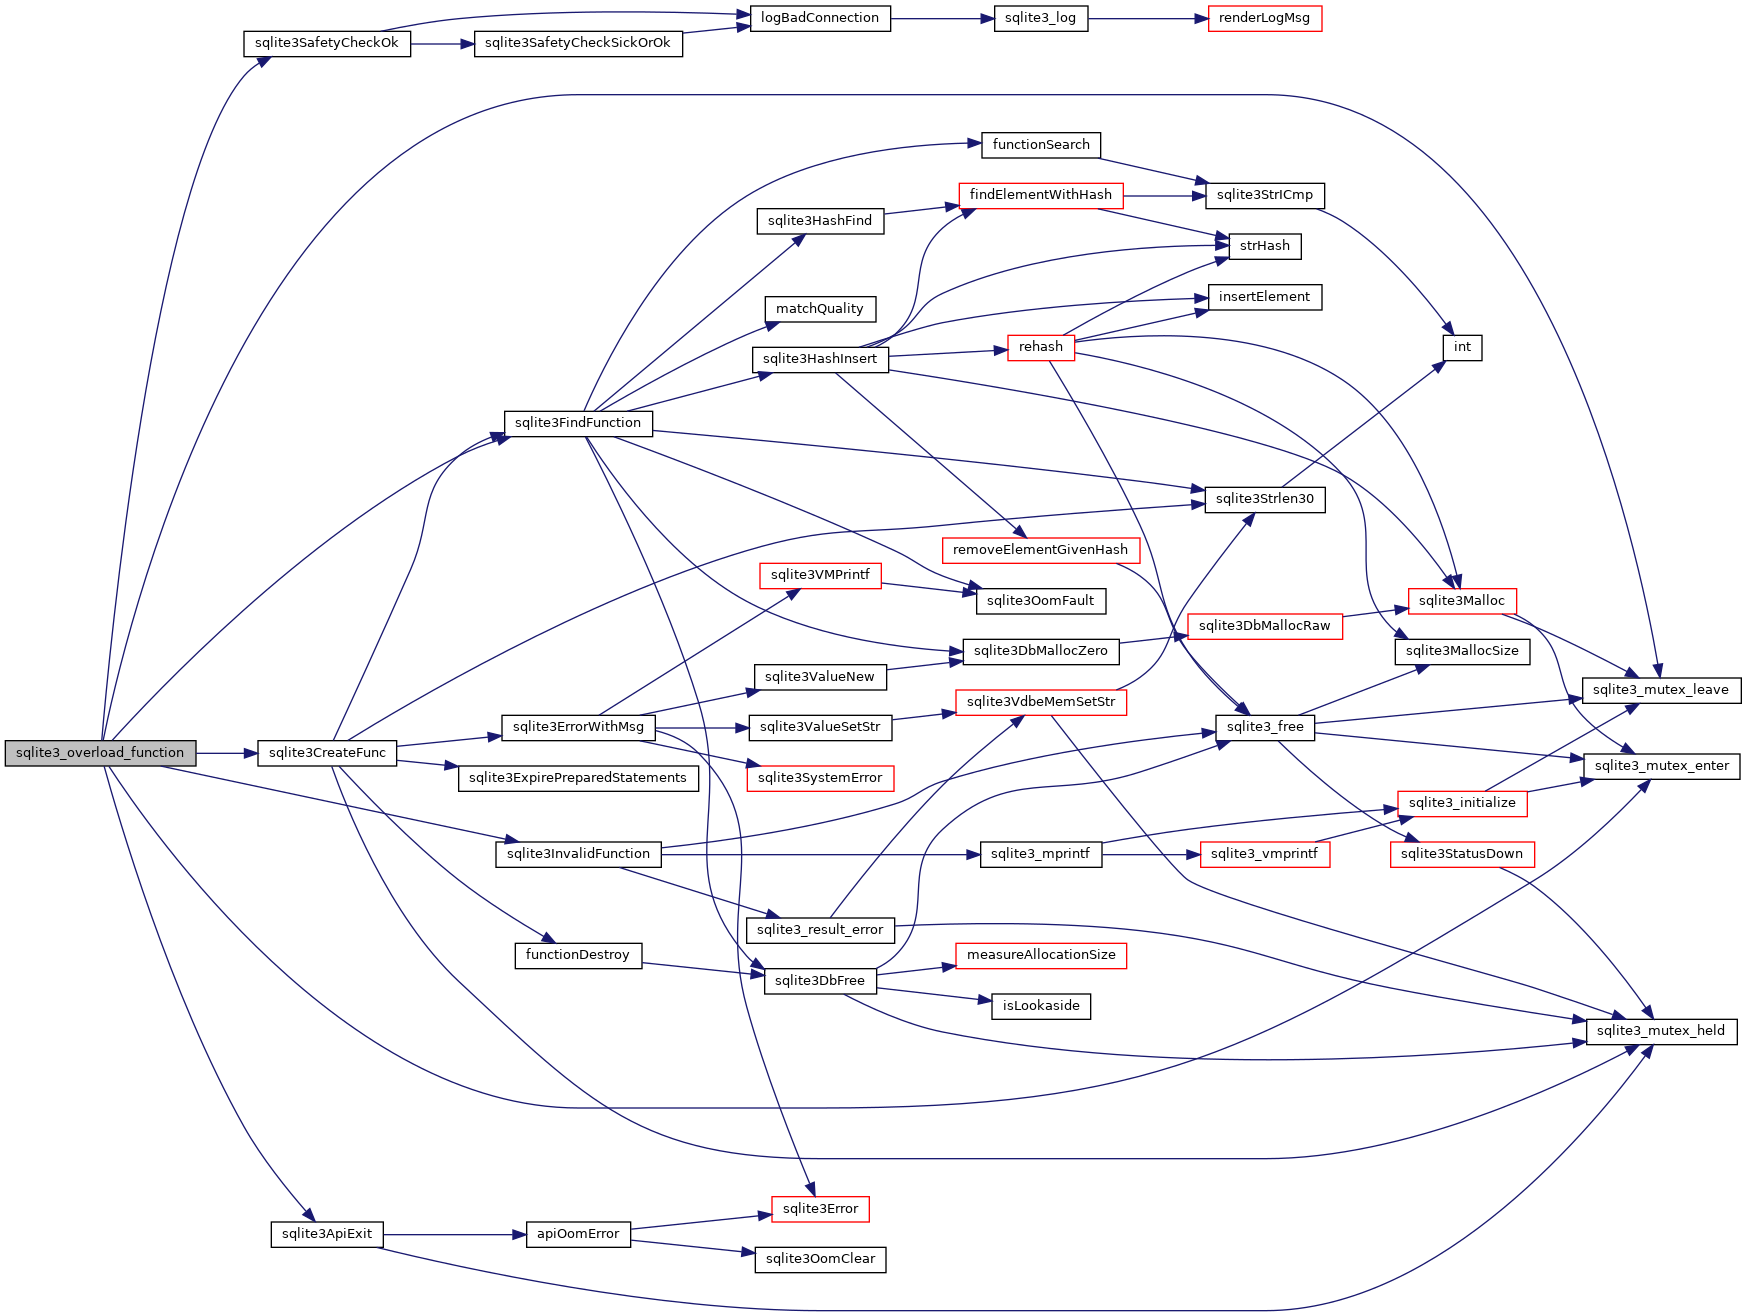 logBadConnection
sqlite3_log
renderLogMsg
sqlite3SafetyCheckOk
sqlite3SafetyCheckSickOrOk
functionSearch
findElementWithHash
sqlite3StrICmp
sqlite3HashFind
strHash
insertElement
matchQuality
rehash
int
sqlite3HashInsert
sqlite3FindFunction
sqlite3Strlen30
removeElementGivenHash
sqlite3VMPrintf
sqlite3OomFault
sqlite3Malloc
sqlite3DbMallocRaw
sqlite3DbMallocZero
sqlite3MallocSize
sqlite3ValueNew
sqlite3_mutex_leave
sqlite3VdbeMemSetStr
sqlite3ErrorWithMsg
sqlite3ValueSetStr
sqlite3_free
sqlite3_overload_function
sqlite3CreateFunc
sqlite3_mutex_enter
sqlite3ExpirePreparedStatements
sqlite3SystemError
sqlite3_initialize
sqlite3InvalidFunction
sqlite3_mprintf
sqlite3_vmprintf
sqlite3StatusDown
sqlite3_result_error
functionDestroy
measureAllocationSize
sqlite3DbFree
isLookaside
sqlite3_mutex_held
sqlite3Error
sqlite3ApiExit
apiOomError
sqlite3OomClear